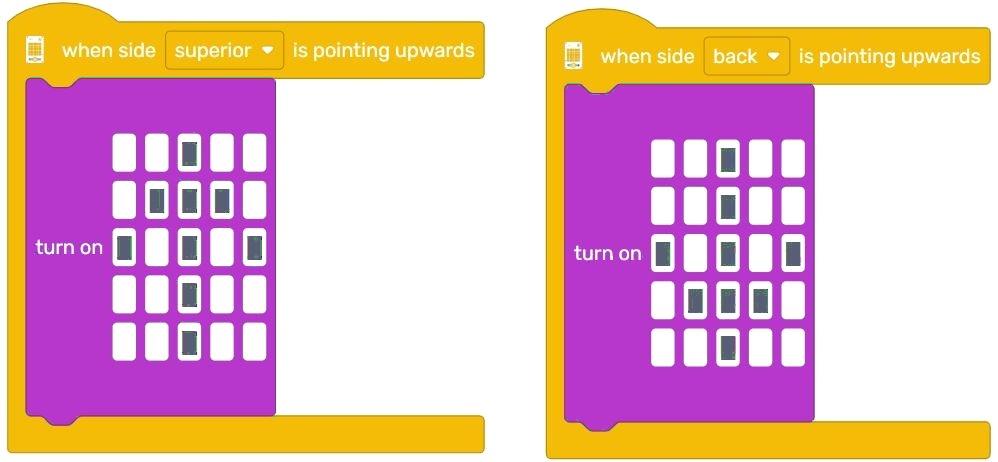 when side superior is pointing upwards
turn on
when side back is pointing upwards
turn on